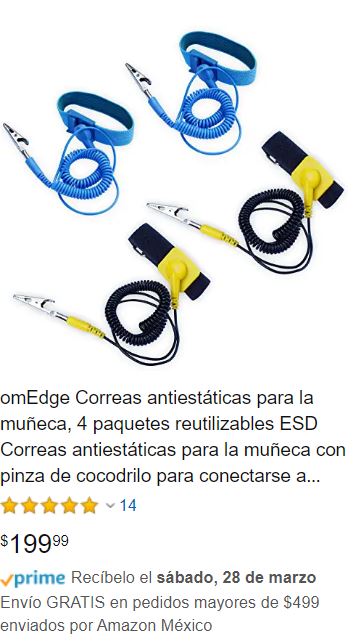 omEdge Correas antiestáticas para la
muñeca, 4 paquetes reutilizables ESD
Correas antiestáticas para la muñeca con
pinza de cocodrilo para conectarse a...
14
$19999
prime Recíbelo el sábado, 28 de marzo
Envío GRATIS en pedidos mayores de $499
enviados por Amazon México